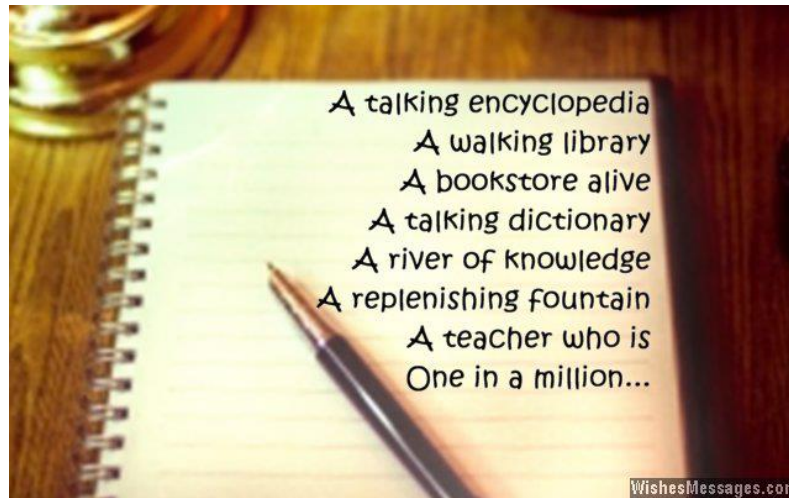 A talking encyclopedia
A walking library
A bookstore alive
A talking dictionary
A river of knowledge
A replenishing fountain
A teacher who is
One in a million...
WishesMessages.com